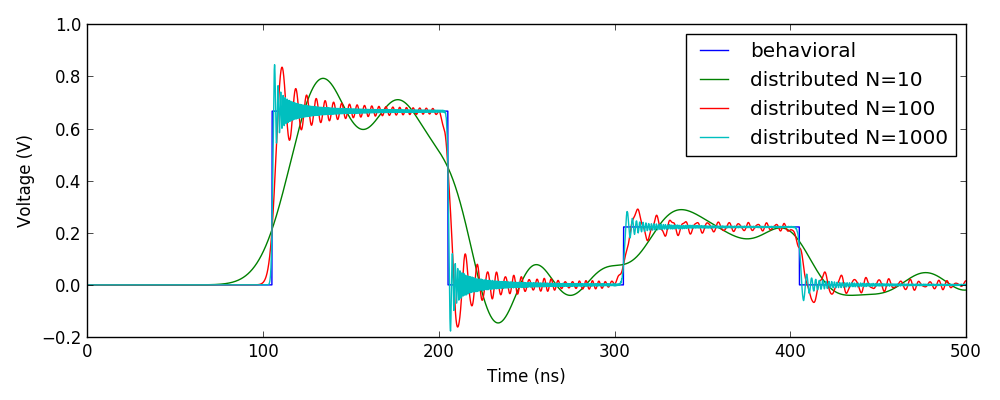 1.0
0.8
0.6
0.4
0.2
0.0
−0.2
Voltage (V)
behavioral
distributed N=10
distributed N=100
distributed N=1000
0 100 200 300 400 500
Time (ns)